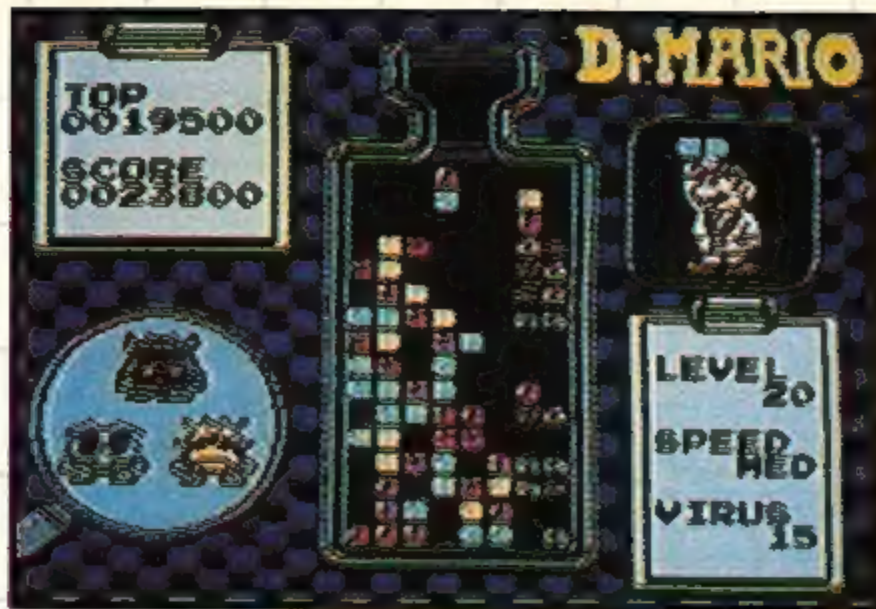 Dr. MARIO
TOP
0019500
SCORE
0023800
LEVEL
20
SPEED
MED
VIRUS
15